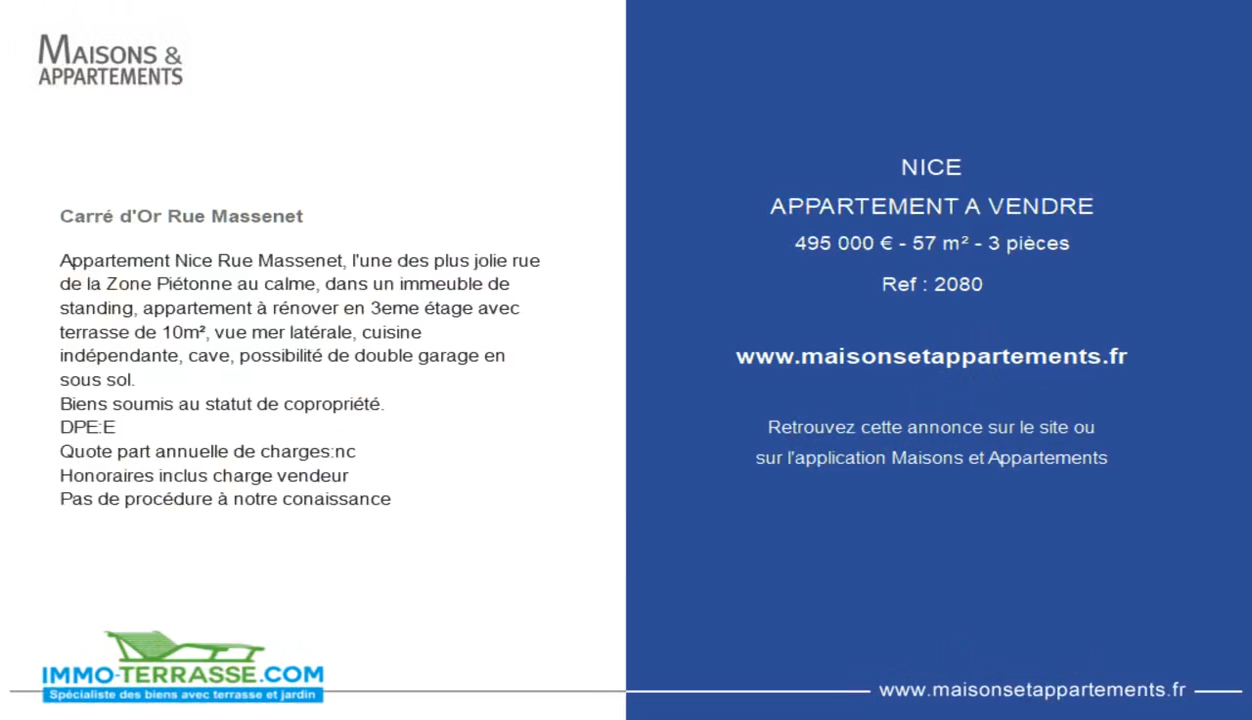 MAISONS &
APPARTEMENTS
Carré d'Or Rue Massenet
Appartement Nice Rue Massenet, l'une des plus jolie rue
de la Zone Piétonne au calme, dans un immeuble de
standing, appartement à rénover en 3eme étage avec
terrasse de 10m², vue mer latérale, cuisine
indépendante, cave, possibilité de double garage en
sous sol.
Biens soumis au statut de copropriété.
DPE:E
Quote part annuelle de charges:nc
Honoraires inclus charge vendeur
Pas de procédure à notre conaissance
IMMO-TERRASSE.COM
Spécialiste des biens avec terrasse et jardin
NICE
APPARTEMENT A VENDRE
495 000 € - 57 m² - 3 pièces
Ref : 2080
www.maisonsetappartements.fr
Retrouvez cette annonce sur le site ou
sur l'application Maisons et Appartements
www.maisonsetappartements.fr